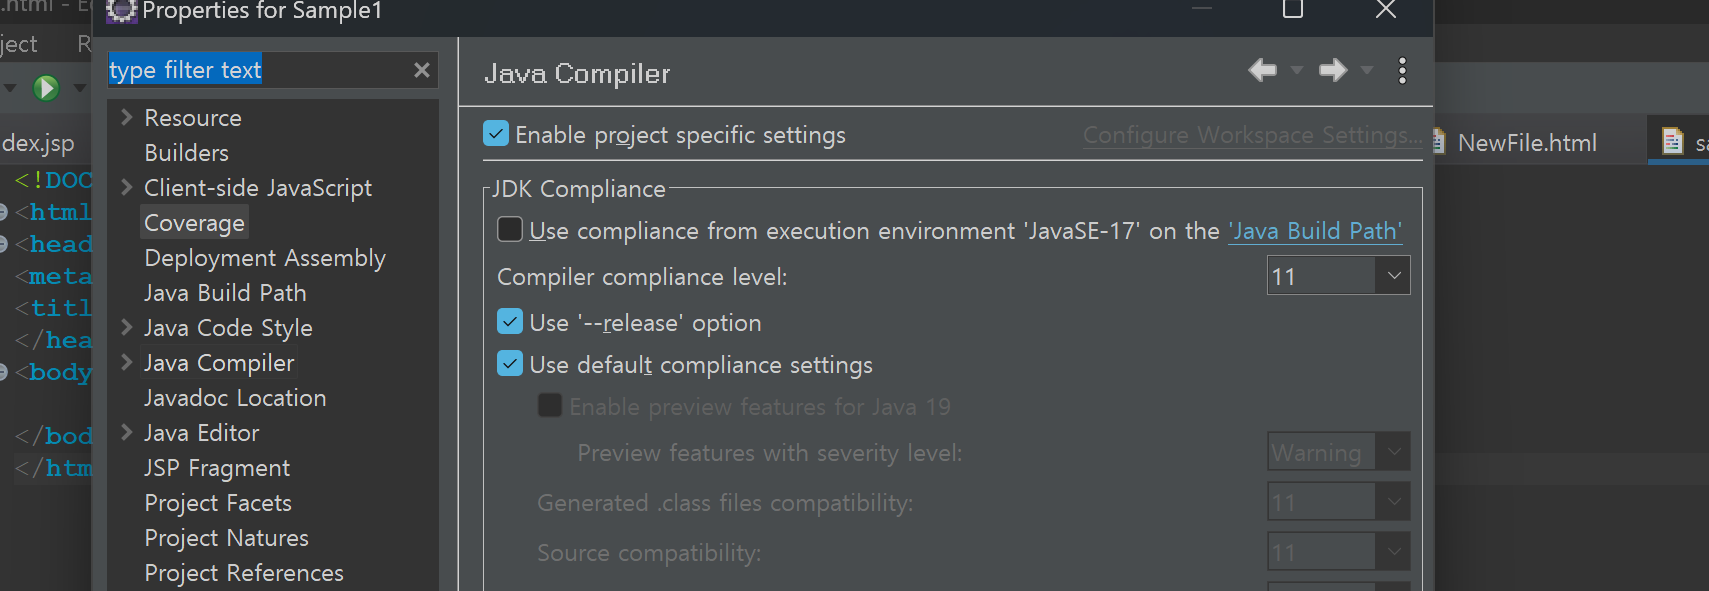 .html - Ec
Properties for Sample1
ject
R
type filter text
Java Compiler
dex.jsp
Resource
Enable project specific settings
Configure Workspace Settings...
NewFile.html
sa
Builders
<!DOC
Client-side JavaScript
JDK Compliance
<html
Coverage
Use compliance from execution environment 'JavaSE-17' on the 'Java Build Path'
<head
Deployment Assembly
<meta
Compiler compliance level:
11
Java Build Path
<titl
Java Code Style
Use '--release' option
</hea
Java Compiler
Use default compliance settings
<body
Javadoc Location
Enable preview features for Java 19
Java Editor
</bod
Preview features with severity level:
Warning
JSP Fragment
</htm
Project Facets
Generated .class files compatibility:
11
Project Natures
Source compatibility:
11
Project References